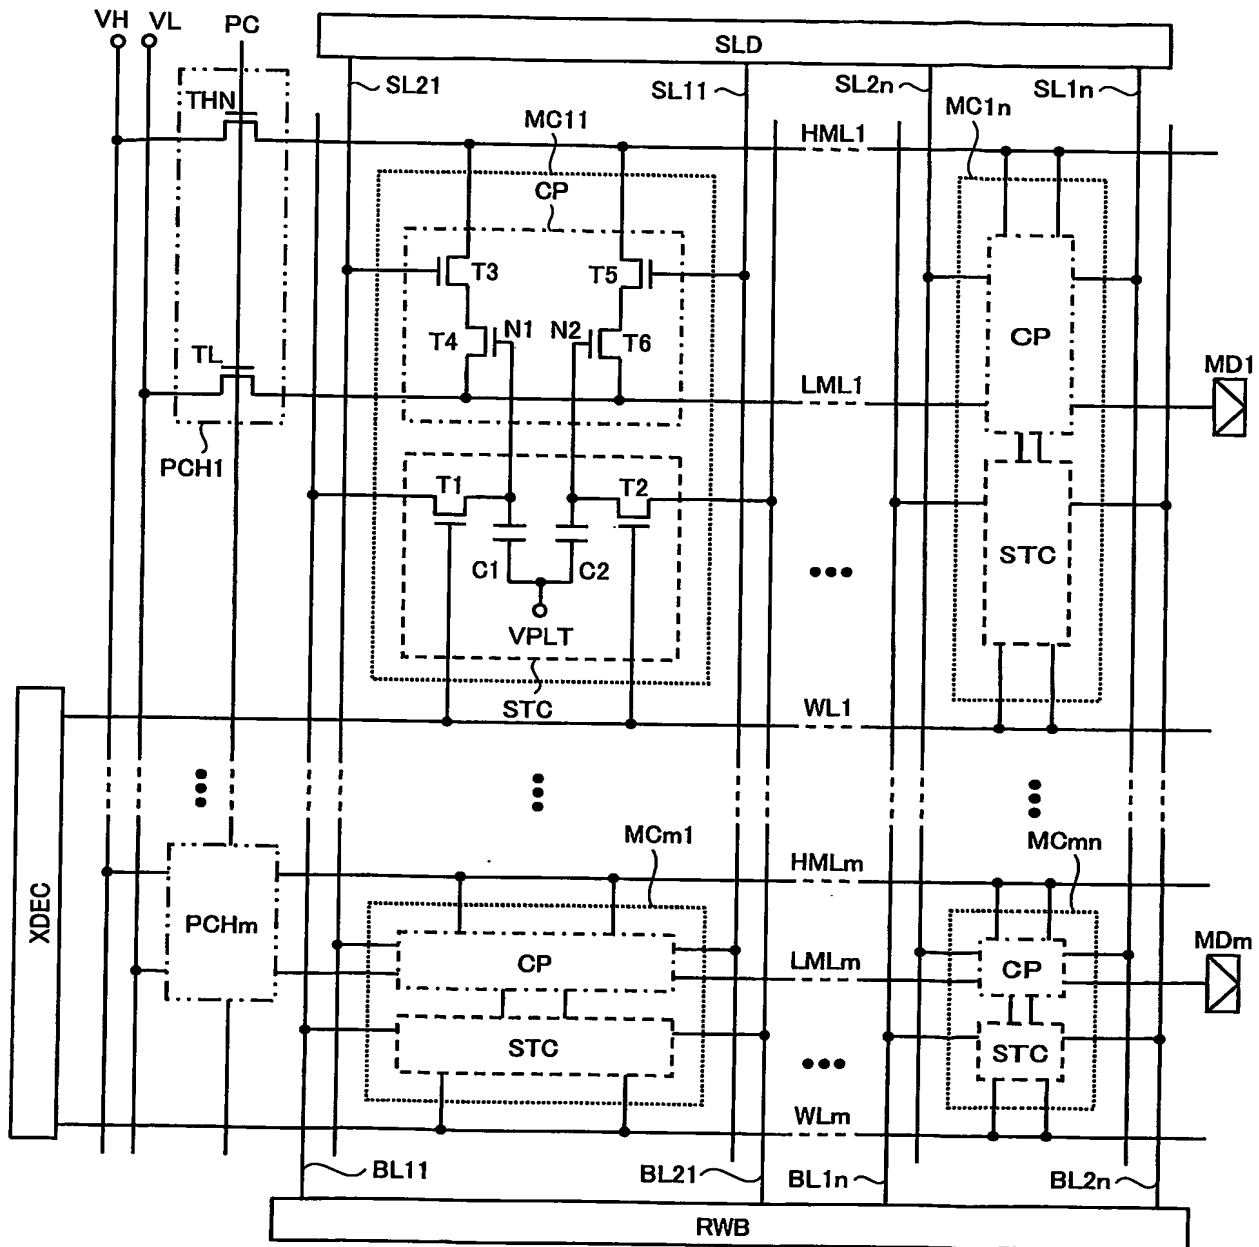 VH VL PC
SLD
SL21 SL11 SL2n SL1n
THN MC11 HML1 MC1n
CP
T3 T5
T4 N1 N2 T6 CP
TL LML1 MD1
PCH1
T1 T2
STC
C1 C2 •••
VPLT
STC WL1
••• ••• •••
MCm1 MCmn
HMLm
XDEC PCHm
CP LMLm CP MDm
STC STC
•••
WLm
BL11 BL21 BL1n BL2n
RWB